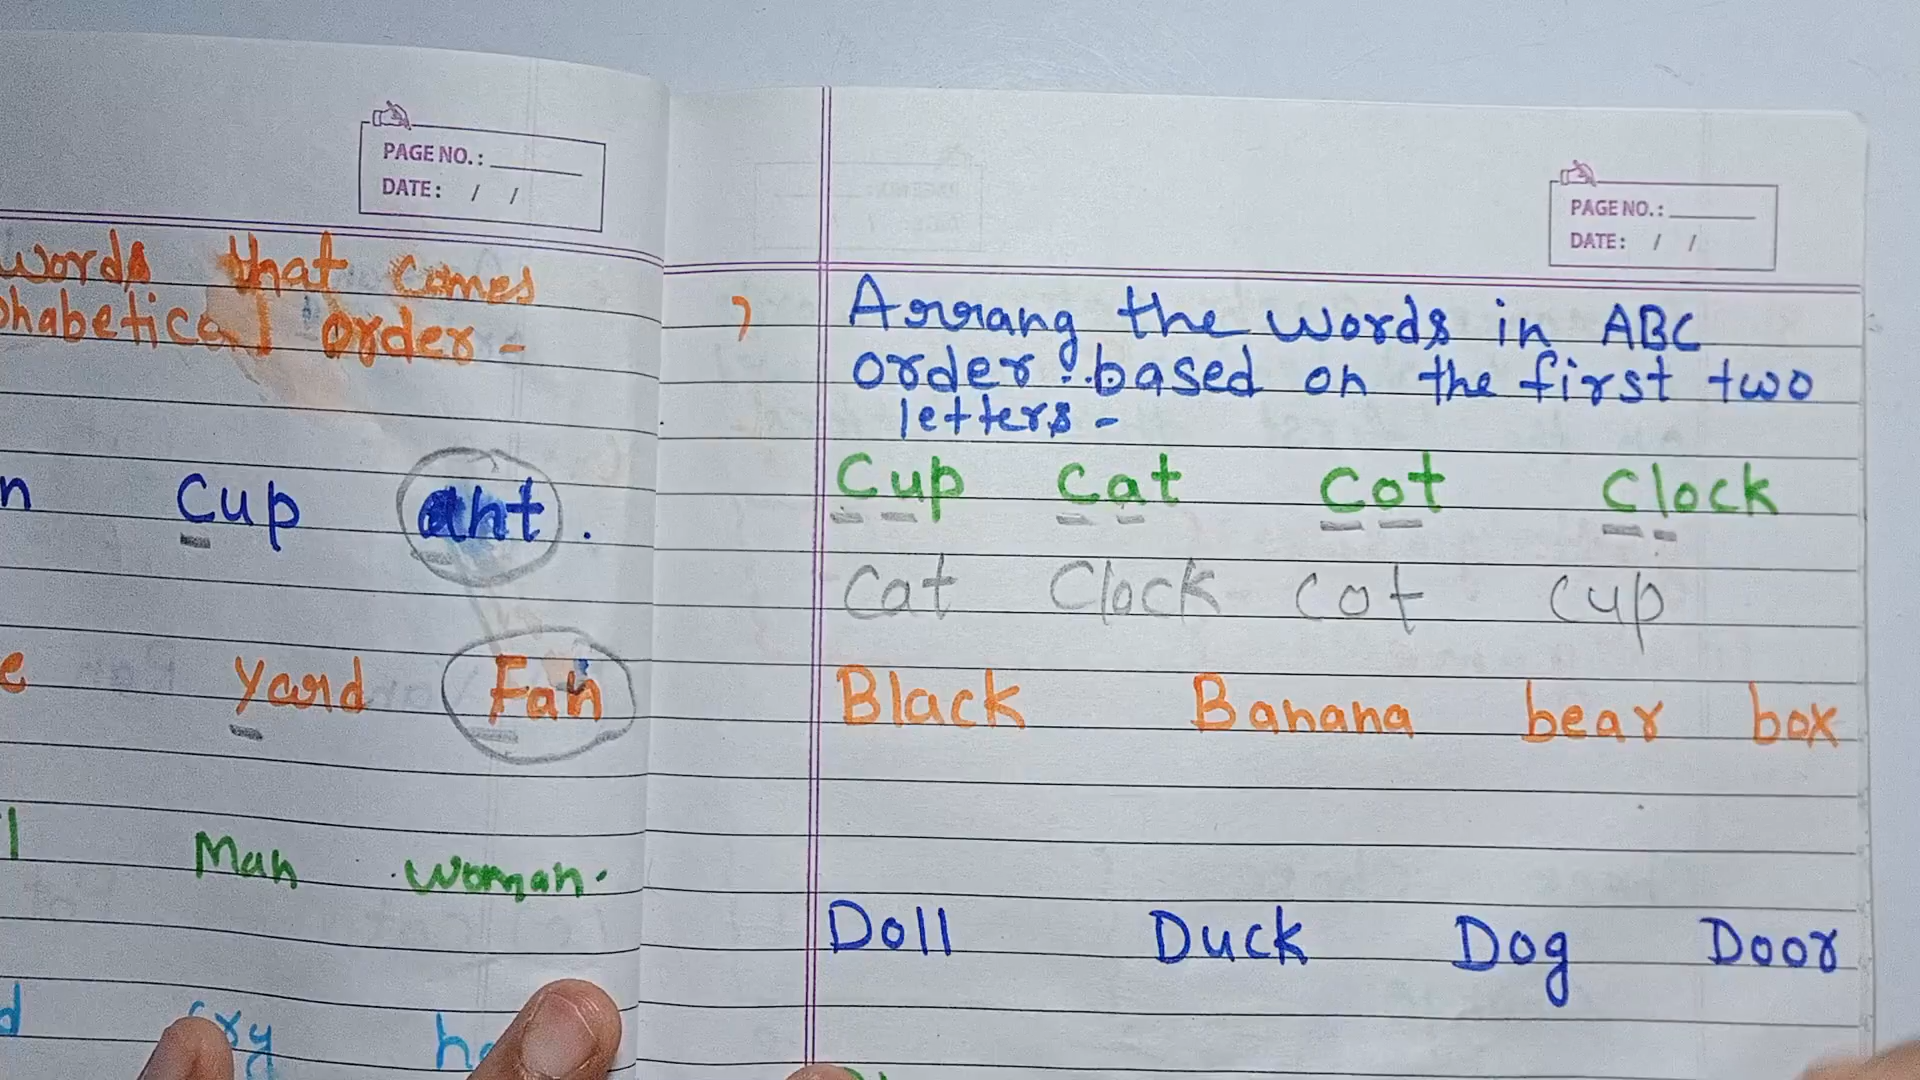 PAGE NO.:
DATE: / /
words that comes
phabetical order-
n Cup ant.
e yard Fan
l Man woman.
d cry
PAGE NO.:
DATE: / /
Arrang the words in ABC
order. based on the first two
letters-
Cup Cat Cot Clock
Cat Clock Cot Cup
Black Banana bear box
Doll Duck Dog Door